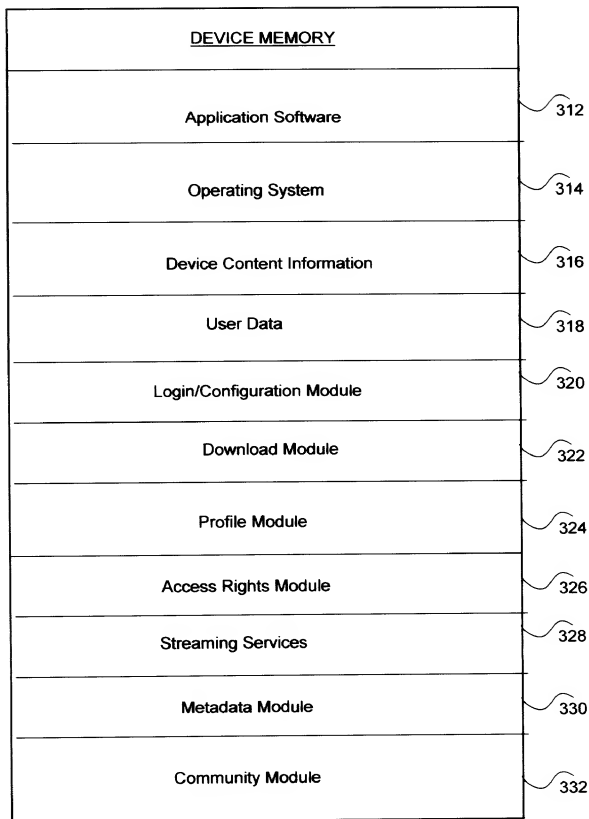 DEVICE MEMORY
Application Software 312
Operating System 314
Device Content Information 316
User Data 318
Login/Configuration Module 320
Download Module 322
Profile Module 324
Access Rights Module 326
Streaming Services 328
Metadata Module 330
Community Module 332